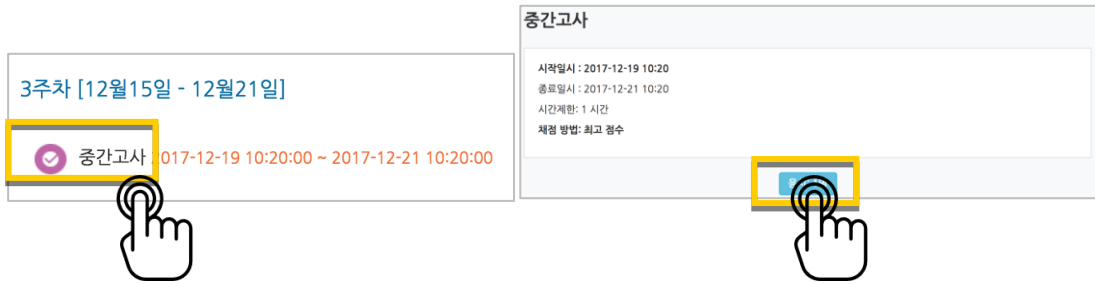 3주차 [12월15일 - 12월21일]
중간고사 2017-12-19 10:20:00 ~ 2017-12-21 10:20:00
중간고사
시작일시 : 2017-12-19 10:20
종료일시 : 2017-12-21 10:20
시간제한: 1 시간
채점 방법: 최고 점수